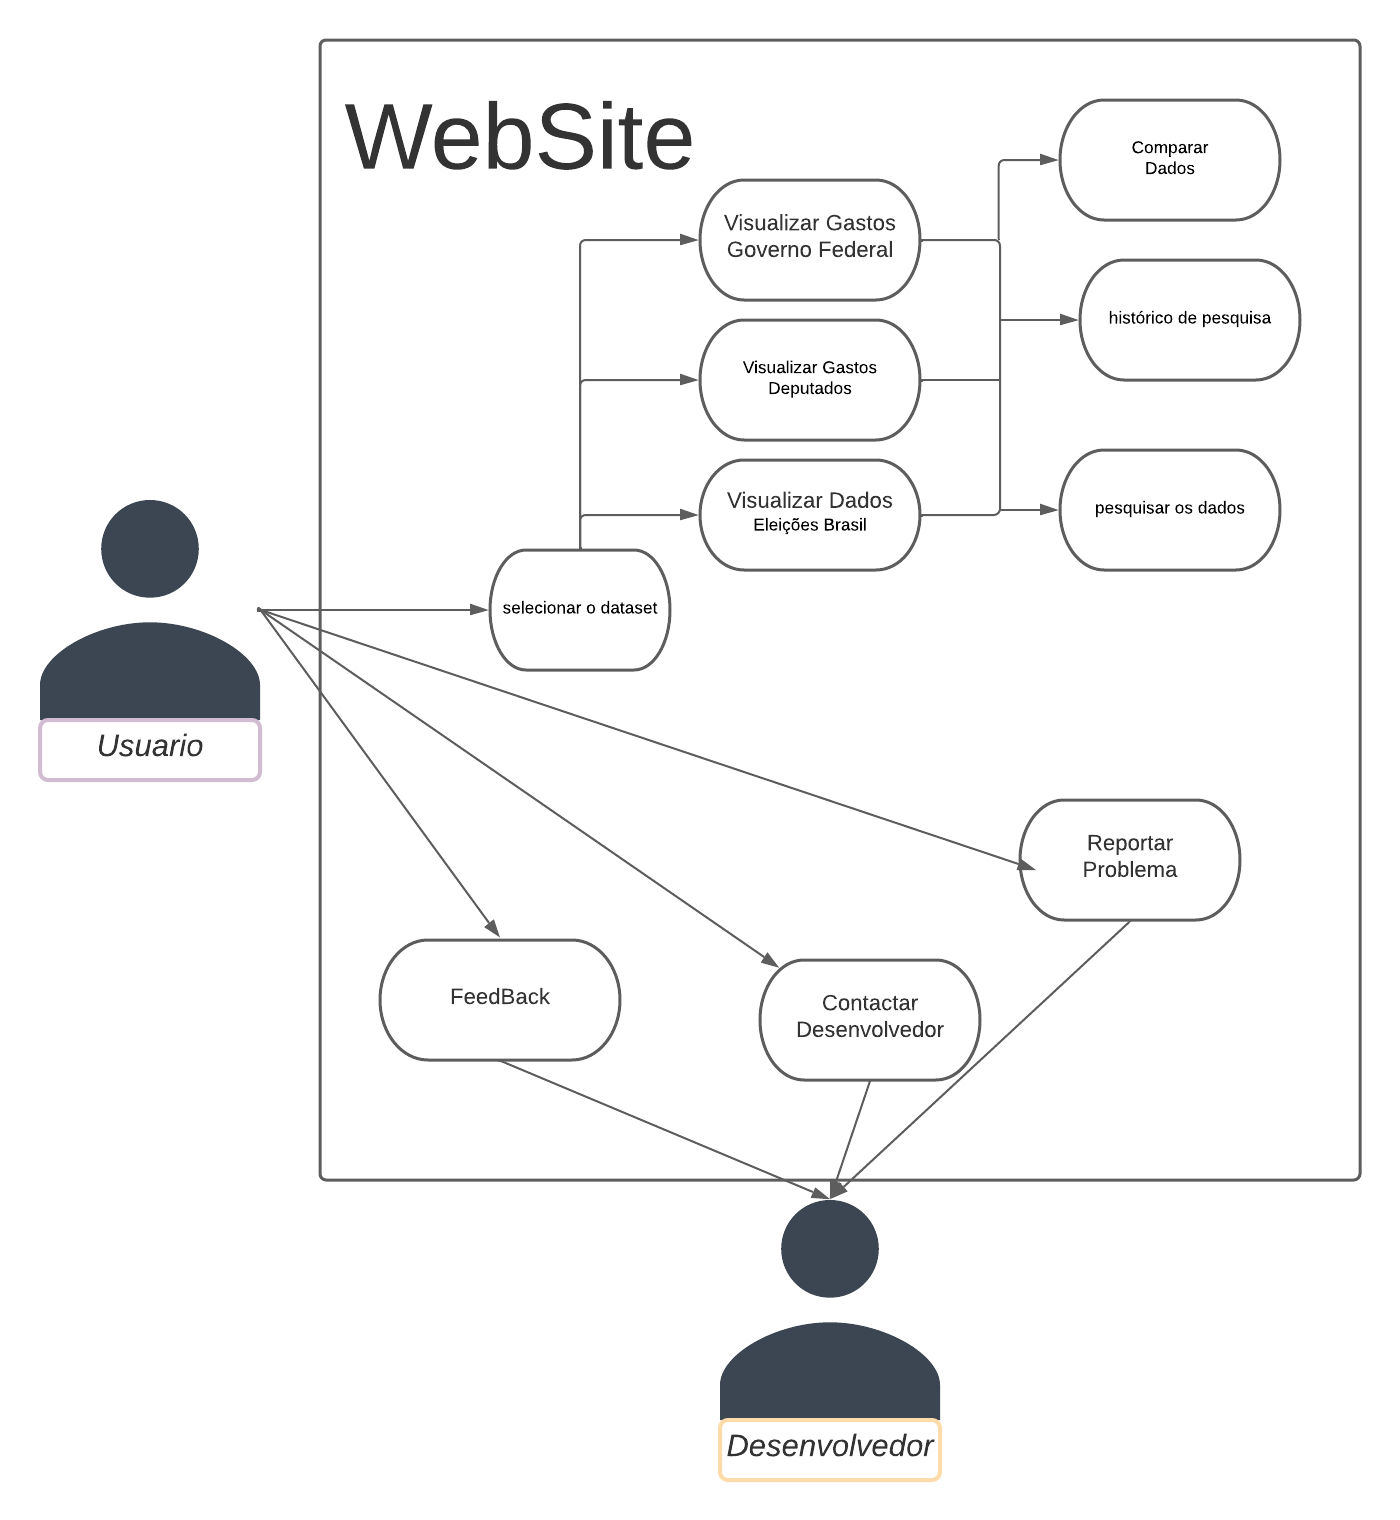 WebSite
Comparar
Dados
Visualizar Gastos
Governo Federal
histórico de pesquisa
Visualizar Gastos
Deputados
Visualizar Dados
Eleições Brasil
pesquisar os dados
selecionar o dataset
Usuario
Reportar
Problema
FeedBack
Contactar
Desenvolvedor
Desenvolvedor